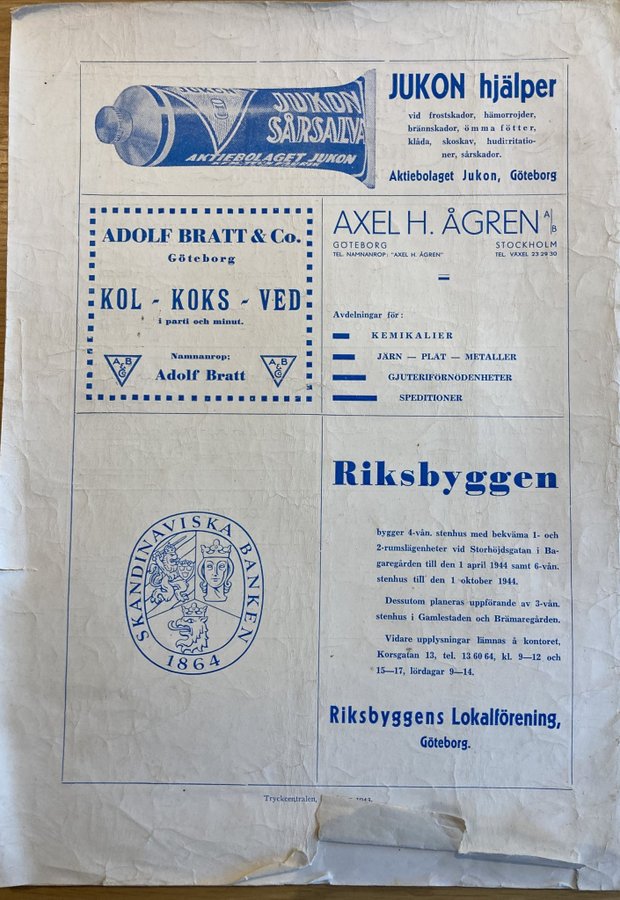 JUKON
JUKON
SÅRSALVA
AKTIEBOLAGET JUKON
JUKON hjälper
vid frostskador, hämorrojder,
brännskador, ömma fötter,
klåda, skoskav, hudirritatio-
ner, sårskador.
Aktiebolaget Jukon, Göteborg
ADOLF BRATT & Co.
Göteborg
KOL - KOKS - VED
i parti och minut.
Namnanrop:
Adolf Bratt
A B
& Co
A B
& Co
AXEL H. ÅGREN A/B
GÖTEBORG STOCKHOLM
TEL. NAMNANROP: "AXEL H. ÅGREN" TEL. VÄXEL 23 29 30
Avdelningar för:
KEMIKALIER
JÄRN — PLÅT — METALLER
GJUTERIFÖRNÖDENHETER
SPEDITIONER
SKANDINAVISKA BANKEN
1864
Riksbyggen
bygger 4-vån. stenhus med bekväma 1- och
2-rumslägenheter vid Storhöjdsgatan i Ba-
garegården till den 1 april 1944 samt 6-vån.
stenhus till den 1 oktober 1944.
Dessutom planeras uppförande av 3-vån.
stenhus i Gamlestaden och Brämaregården.
Vidare upplysningar lämnas å kontoret,
Korsgatan 13, tel. 13 60 64, kl. 9—12 och
15—17, lördagar 9—14.
Riksbyggens Lokalförening,
Göteborg.
Tryckcentralen, 1943